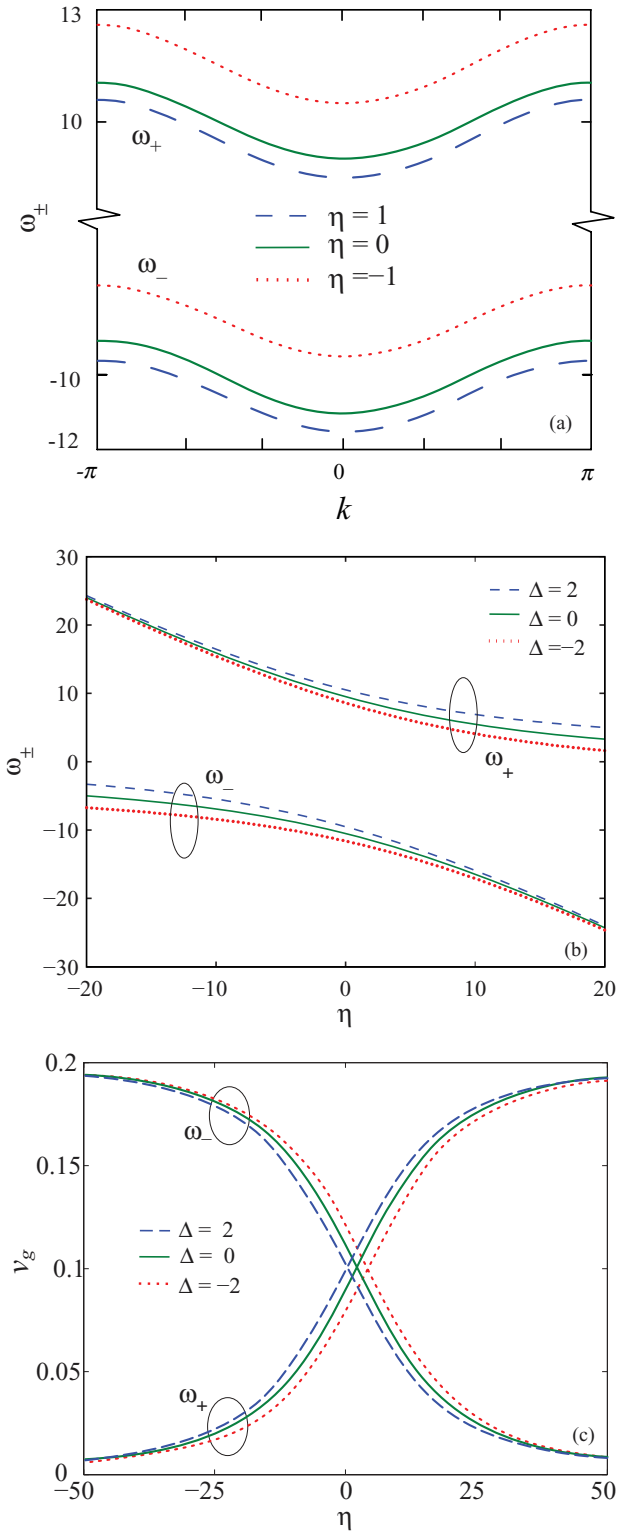 13
10
ω+
ω±
η = 1
η = 0
η =−1
ω−
-10
-12
(a)
-π
0
π
k
30
20
10
0
−10
−20
−30
ω±
Δ = 2
Δ = 0
Δ =−2
ω+
ω−
(b)
−20
−10
0
10
20
η
0.2
0.15
0.1
0.05
0
vg
ω−
Δ = 2
Δ = 0
Δ = −2
ω+
(c)
−50
−25
0
25
50
η